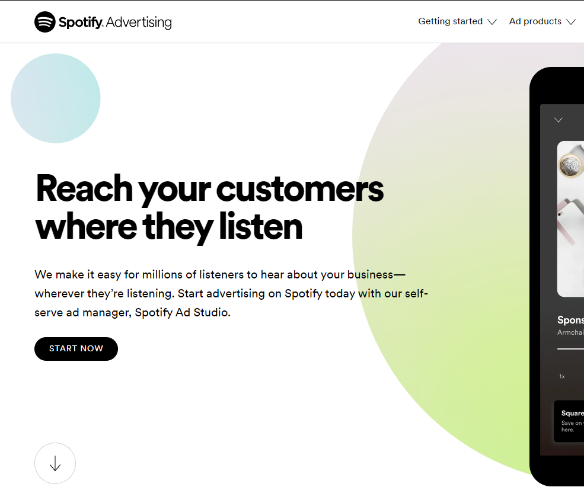 Spotify Advertising
Getting started
Ad products
Reach your customers
where they listen
We make it easy for millions of listeners to hear about your business—
wherever they're listening. Start advertising on Spotify today with our self-
serve ad manager, Spotify Ad Studio.
START NOW
Spons
Armchai
1x
Square
Save on
here.